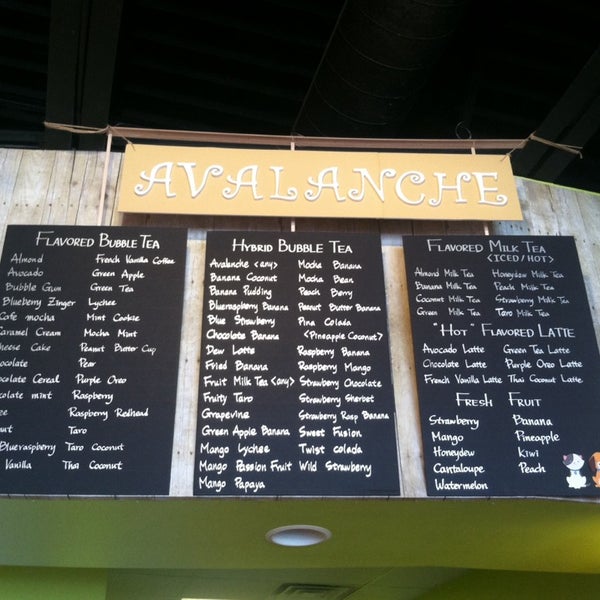 AVALANCHE
FLAVORED BUBBLE TEA
Almond French Vanilla Coffee
Avocado Green Apple
Bubble Gum Green Tea
Blueberry Zinger Lychee
Cafe mocha Mint Cookie
Caramel Cream Mocha Mint
Cheese Cake Peanut Butter Cup
Chocolate Pear
Chocolate Cereal Purple Oreo
Chocolate mint Raspberry
Raspberry Redhead
Taro
Blueraspberry Taro Coconut
Vanilla Thai Coconut
HYBRID BUBBLE TEA
Avalanche <any> Mocha Banana
Banana Coconut Mocha Bean
Banana Pudding Peach Berry
Blueraspberry Banana Peanut Butter Banana
Blue Strawberry Pina Colada
Chocolate Banana <Pineapple Coconut>
Dew Latte Raspberry Banana
Fried Banana Raspberry Mango
Fruit Milk Tea <any> Strawberry Chocolate
Fruity Taro Strawberry Sherbet
Grapevine Strawberry Rasp Banana
Green Apple Banana Sweet Fusion
Mango Lychee Twist colada
Mango Passion Fruit Wild Strawberry
Mango Papaya
FLAVORED MILK TEA
<ICED/HOT>
Almond Milk Tea Honeydew Milk Tea
Banana Milk Tea Peach Milk Tea
Coconut Milk Tea Strawberry Milk Tea
Green Milk Tea Taro Milk Tea
"HOT" FLAVORED LATTE
Avocado Latte Green Tea Latte
Chocolate Latte Purple Oreo Latte
French Vanilla Latte Thai Coconut Latte
FRESH FRUIT
Strawberry Banana
Mango Pineapple
Honeydew Kiwi
Cantaloupe Peach
Watermelon